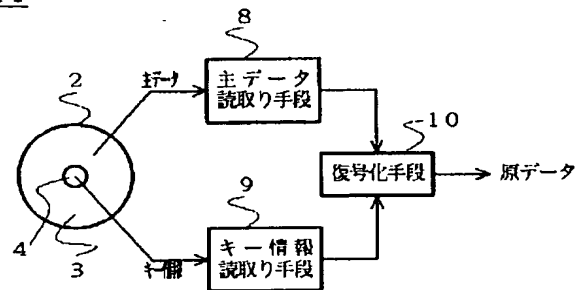 8
2
主データ
主データ
読取り手段
10
復号化手段
原データ
9
4
3
キー情報
キー情報
読取り手段